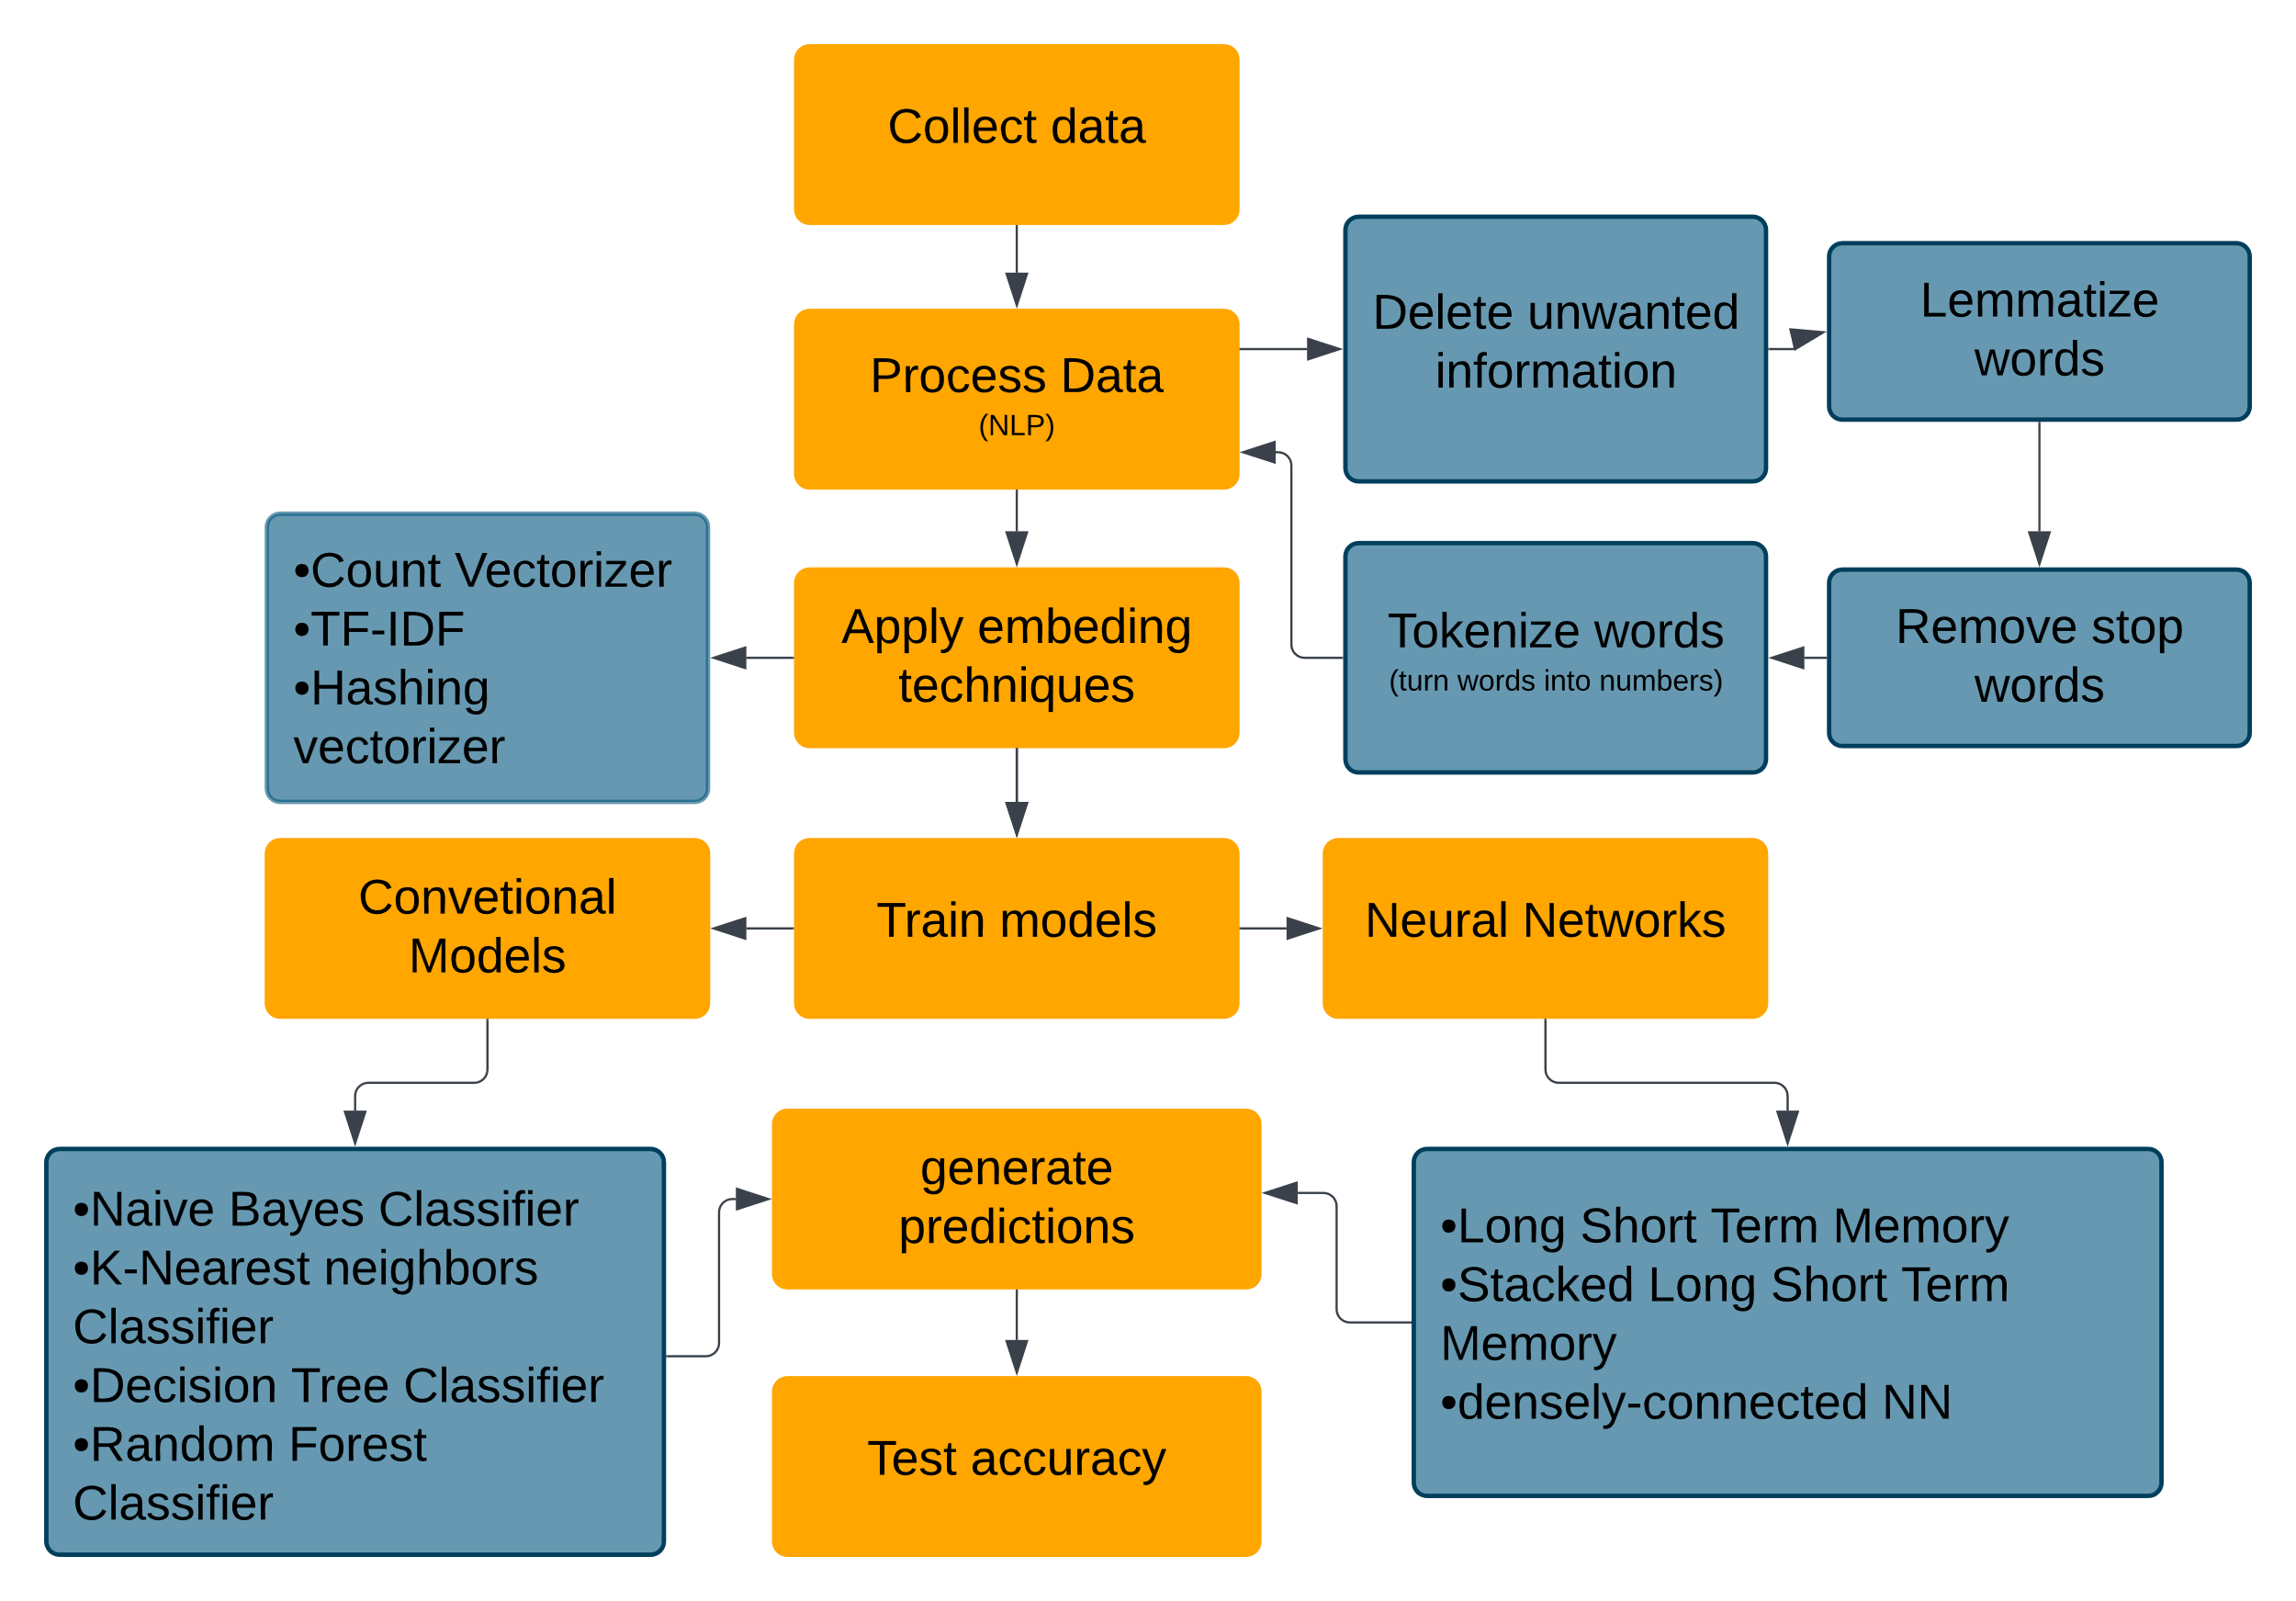 Collect data
Process Data
(NLP)
Delete unwanted
information
Lemmatize
words
Remove stop
words
Tokenize words
(turn words into numbers)
Apply embeding
techniques
•Count Vectorizer
•TF-IDF
•Hashing
vectorizer
Train models
Convetional
Models
Neural Networks
•Naive Bayes Classifier
•K-Nearest neighbors
Classifier
•Decision Tree Classifier
•Random Forest
Classifier
•Long Short Term Memory
•Stacked Long Short Term
Memory
•densely-connected NN
generate
predictions
Test accuracy